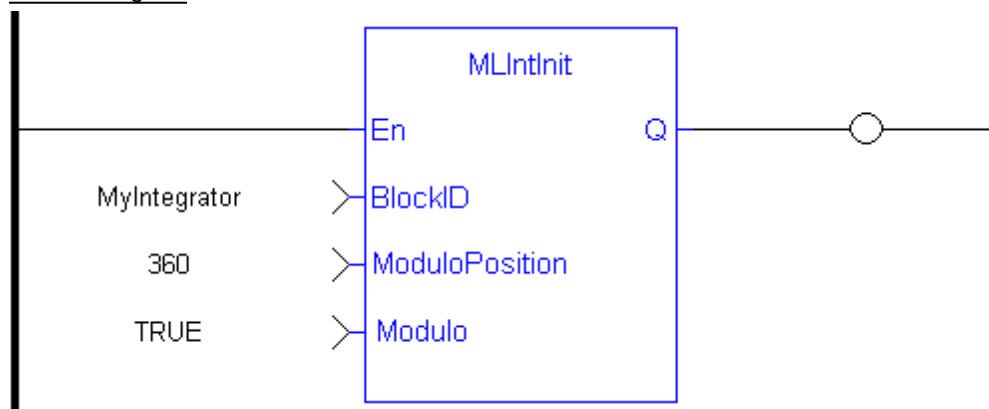 MLIntInit
En Q
MyIntegrator BlockID
360 ModuloPosition
TRUE Modulo